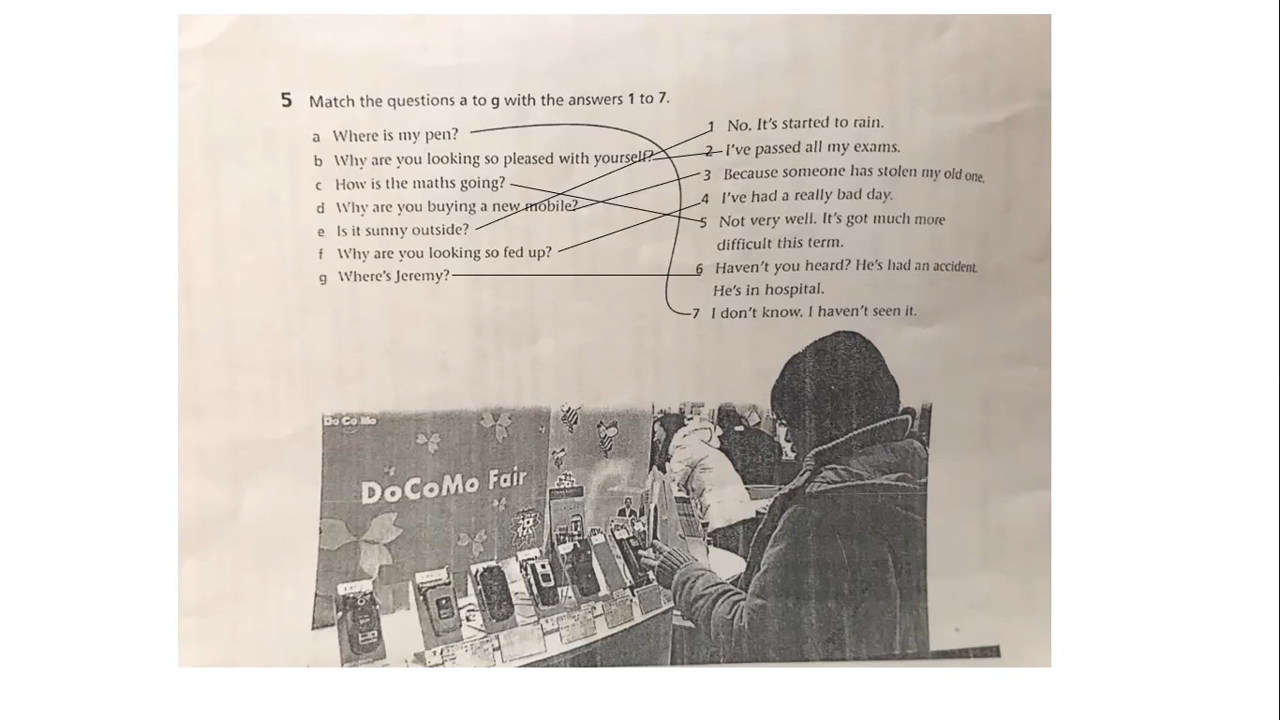 5 Match the questions a to g with the answers 1 to 7.
a Where is my pen?
b Why are you looking so pleased with yourself?
c How is the maths going?
d Why are you buying a new mobile?
e Is it sunny outside?
f Why are you looking so fed up?
g Where's Jeremy?
1 No. It's started to rain.
2 I've passed all my exams.
3 Because someone has stolen my old one.
4 I've had a really bad day.
5 Not very well. It's got much more
difficult this term.
6 Haven't you heard? He's had an accident.
He's in hospital.
7 I don't know. I haven't seen it.
Do Co Mo
DoCoMo Fair